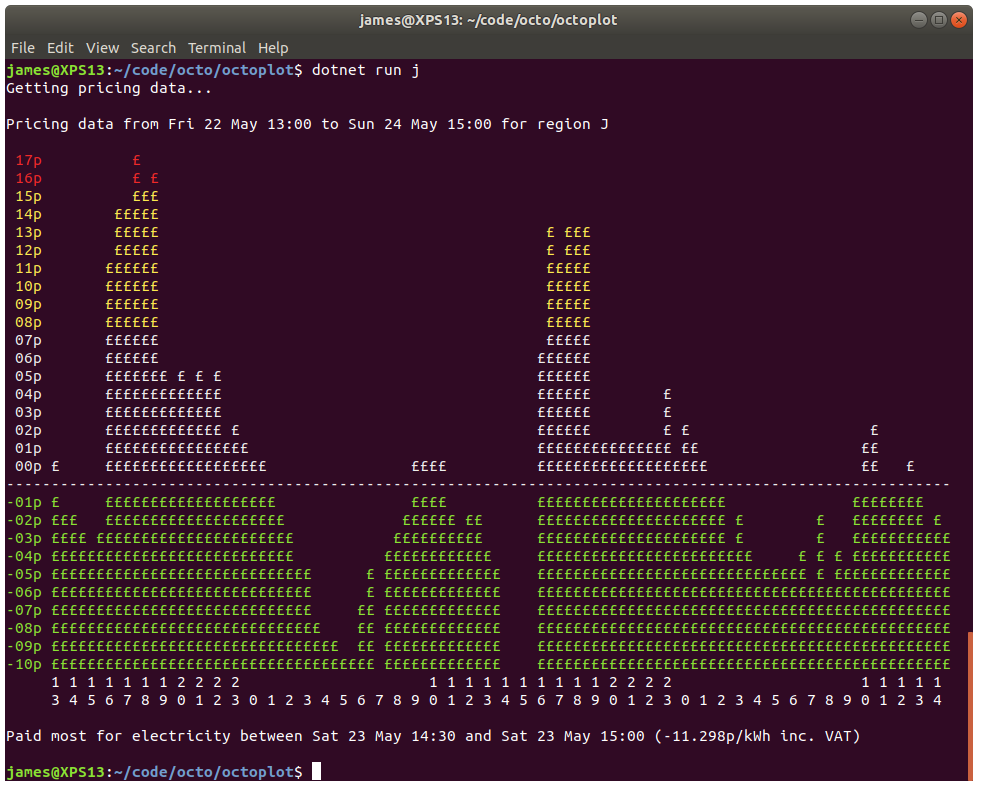 james@XPS13: ~/code/octo/octoplot
File Edit View Search Terminal Help
james@XPS13:~/code/octo/octoplot$ dotnet run j
Getting pricing data...
Pricing data from Fri 22 May 13:00 to Sun 24 May 15:00 for region J
17p £
16p £ £
15p £££
14p £££££
13p £££££ £ £££
12p £££££ £ £££
11p ££££££ £££££
10p ££££££ £££££
09p ££££££ £££££
08p ££££££ £££££
07p ££££££ £££££
06p ££££££ ££££££
05p £££££££ £ £ £ ££££££
04p £££££££££££££ ££££££ £
03p £££££££££££££ ££££££ £
02p £££££££££££££ £ ££££££ £ £ £
01p ££££££££££££££££ £££££££££££££££ ££ ££
00p £ ££££££££££££££££££ ££££ £££££££££££££££££££ ££ £
---------------------------------------------------------------------------------------------------------
-01p £ £££££££££££££££££££ ££££ £££££££££££££££££££££ ££££££££
-02p £££ ££££££££££££££££££££ ££££££ ££ £££££££££££££££££££££ £ £ ££££££££ £
-03p ££££ ££££££££££££££££££££££ ££££££££££ £££££££££££££££££££££ £ £ £££££££££££
-04p £££££££££££££££££££££££££££ ££££££££££££ ££££££££££££££££££££££££ £ £ £ £££££££££££
-05p £££££££££££££££££££££££££££££ £ £££££££££££££ ££££££££££££££££££££££££££££££ £ £££££££££££££
-06p £££££££££££££££££££££££££££££ £ £££££££££££££ ££££££££££££££££££££££££££££££££££££££££££££££
-07p £££££££££££££££££££££££££££££ ££ £££££££££££££ ££££££££££££££££££££££££££££££££££££££££££££££
-08p ££££££££££££££££££££££££££££££ ££ £££££££££££££ ££££££££££££££££££££££££££££££££££££££££££££££
-09p ££££££££££££££££££££££££££££££££ ££ £££££££££££££ ££££££££££££££££££££££££££££££££££££££££££££££
-10p ££££££££££££££££££££££££££££££££££££ £££££££££££££ ££££££££££££££££££££££££££££££££££££££££££££££
1 1 1 1 1 1 1 2 2 2 2 1 1 1 1 1 1 1 1 1 1 2 2 2 2 1 1 1 1 1
3 4 5 6 7 8 9 0 1 2 3 0 1 2 3 4 5 6 7 8 9 0 1 2 3 4 5 6 7 8 9 0 1 2 3 0 1 2 3 4 5 6 7 8 9 0 1 2 3 4
Paid most for electricity between Sat 23 May 14:30 and Sat 23 May 15:00 (-11.298p/kWh inc. VAT)
james@XPS13:~/code/octo/octoplot$